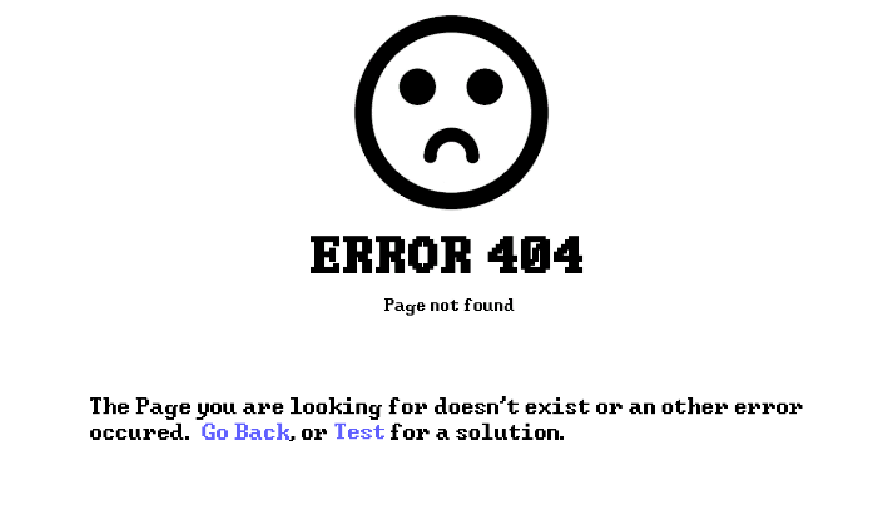 ERROR 404
Page not found
The Page you are looking for doesn't exist or an other error
occured. Go Back, or Test for a solution.